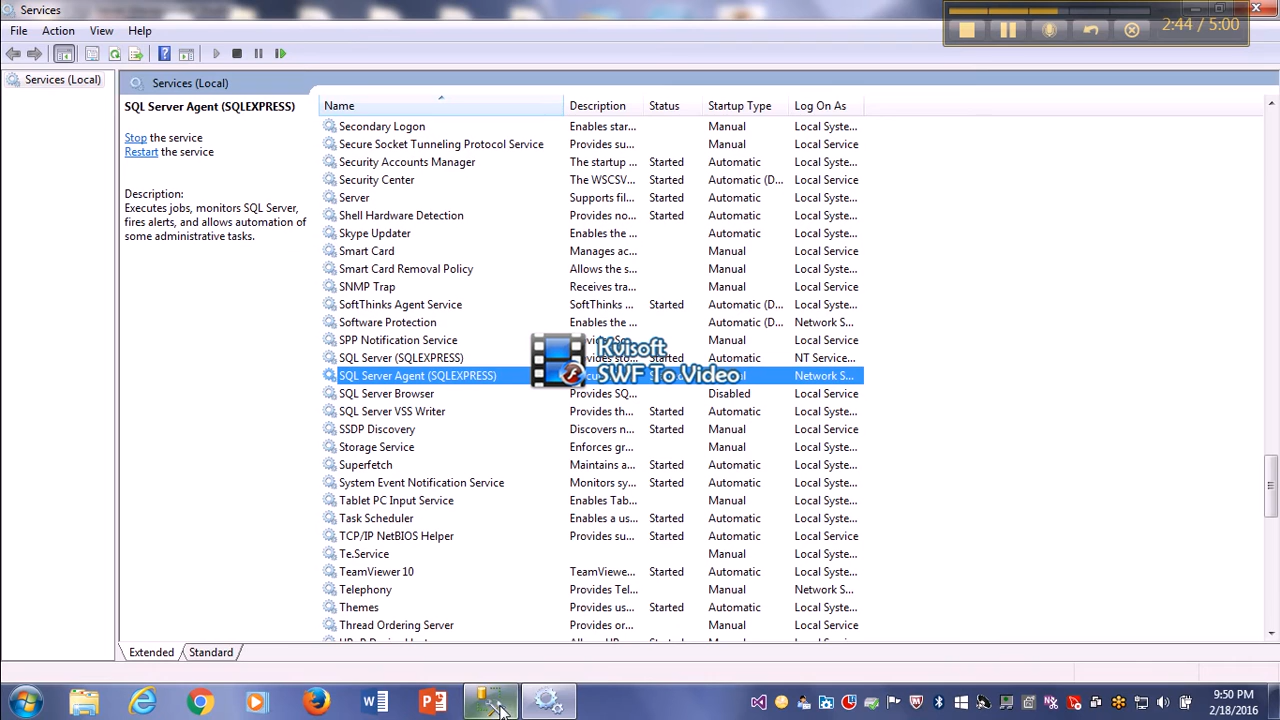 Services
2:44 / 5:00
File Action View Help
Services (Local)
Services (Local)
SQL Server Agent (SQLEXPRESS)
Stop the service
Restart the service
Description:
Executes jobs, monitors SQL Server,
fires alerts, and allows automation of
some administrative tasks.
Name Description Status Startup Type Log On As
Secondary Logon Enables star... Manual Local Syste...
Secure Socket Tunneling Protocol Service Provides su... Manual Local Service
Security Accounts Manager The startup ... Started Automatic Local Syste...
Security Center The WSCSV... Started Automatic (D... Local Service
Server Supports fil... Started Automatic Local Syste...
Shell Hardware Detection Provides no... Started Automatic Local Syste...
Skype Updater Enables the ... Automatic Local Syste...
Smart Card Manages ac... Manual Local Service
Smart Card Removal Policy Allows the s... Manual Local Syste...
SNMP Trap Receives tra... Manual Local Service
SoftThinks Agent Service SoftThinks ... Started Automatic (D... Local Syste...
Software Protection Enables the ... Automatic (D... Network S...
SPP Notification Service Manual Local Service
SQL Server (SQLEXPRESS) Provides sto... Started Automatic NT Service...
SQL Server Agent (SQLEXPRESS) Network S...
Kvisoft
SWF To Video
SQL Server Browser Provides SQ... Disabled Local Service
SQL Server VSS Writer Provides th... Started Automatic Local Syste...
SSDP Discovery Discovers n... Started Manual Local Service
Storage Service Enforces gr... Manual Local Syste...
Superfetch Maintains a... Started Automatic Local Syste...
System Event Notification Service Monitors sy... Started Automatic Local Syste...
Tablet PC Input Service Enables Tab... Manual Local Syste...
Task Scheduler Enables a us... Started Automatic Local Syste...
TCP/IP NetBIOS Helper Provides su... Started Automatic Local Service
Te.Service Manual Local Syste...
TeamViewer 10 TeamViewe... Started Automatic Local Syste...
Telephony Provides Tel... Manual Network S...
Themes Provides us... Started Automatic Local Syste...
Thread Ordering Server Provides or... Manual Local Service
Extended Standard
9:50 PM
2/18/2016